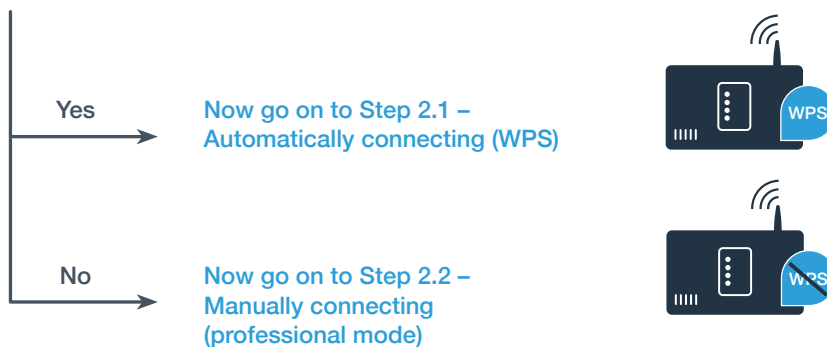 Yes
Now go on to Step 2.1 –
Automatically connecting (WPS)
WPS
No
Now go on to Step 2.2 –
Manually connecting
(professional mode)
WPS